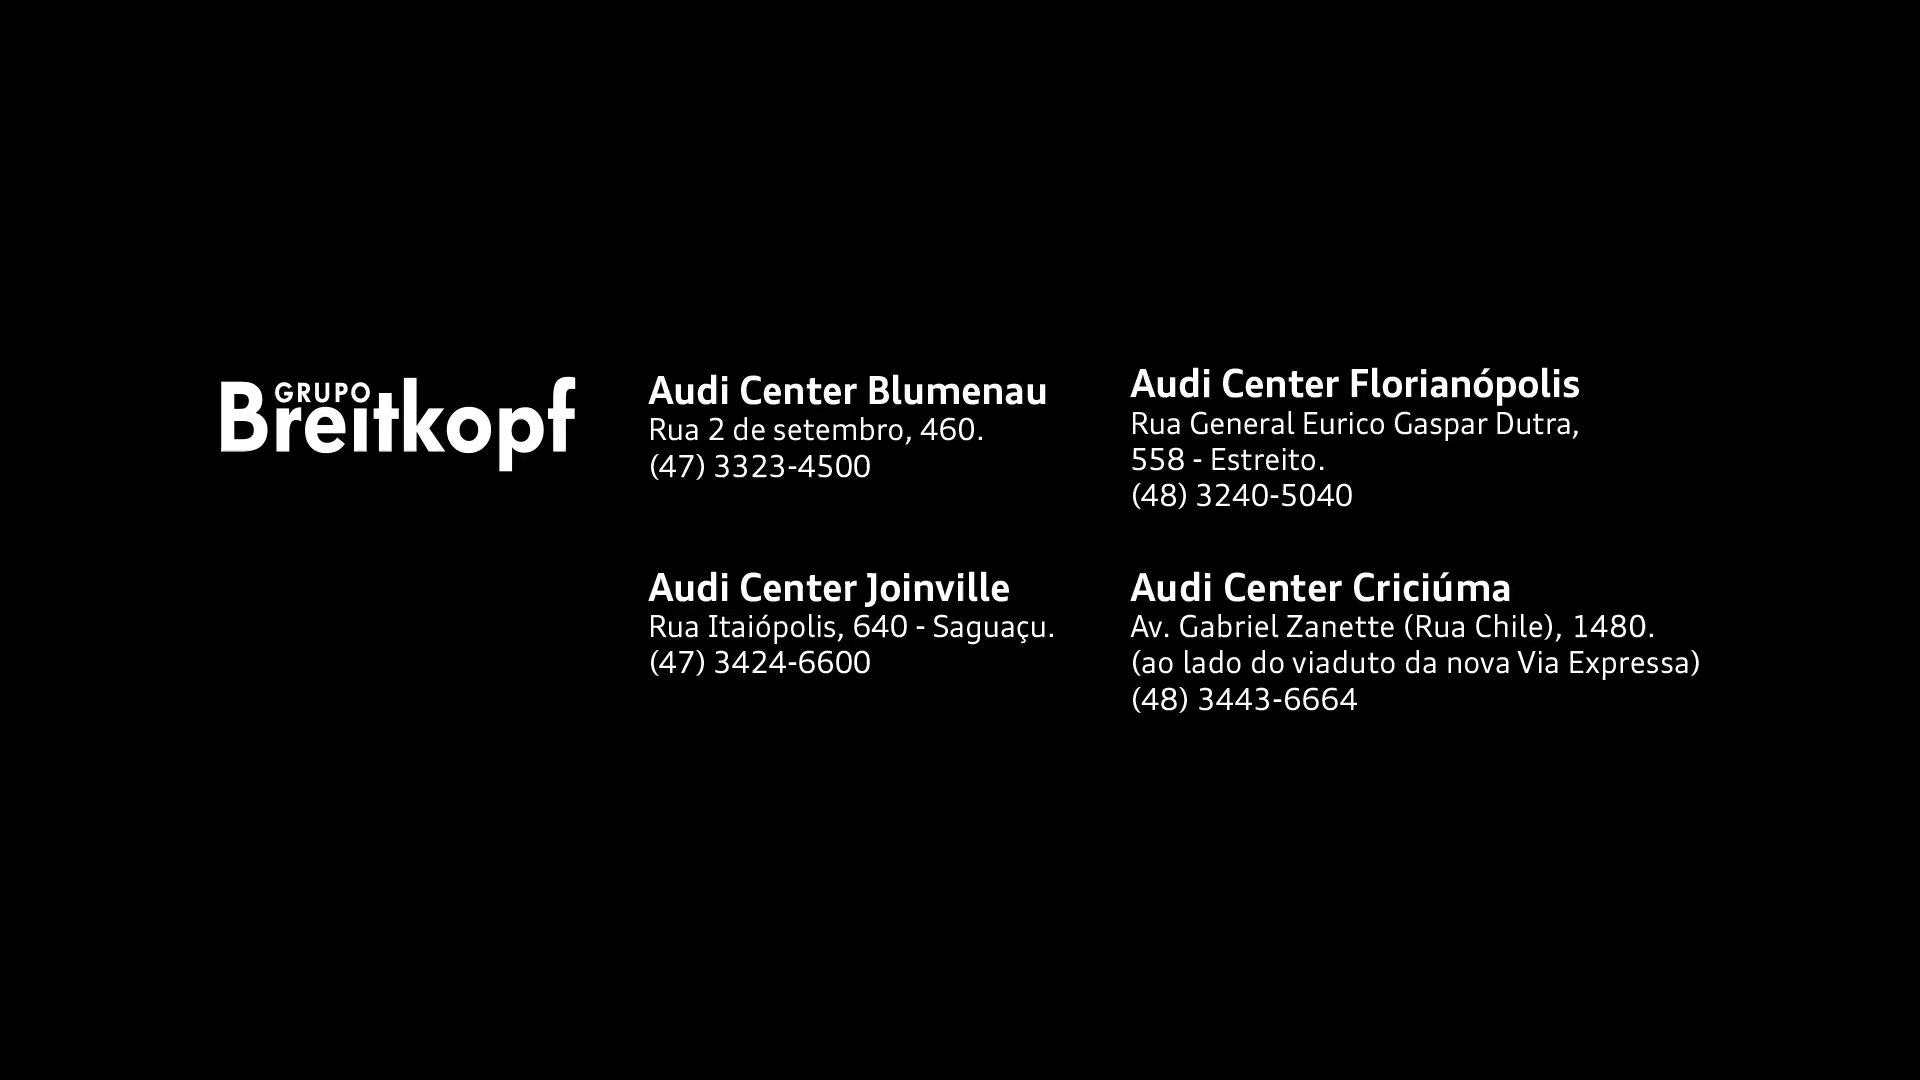 GRUPO
Breitkopf
Audi Center Blumenau
Rua 2 de setembro, 460.
(47) 3323-4500
Audi Center Florianópolis
Rua General Eurico Gaspar Dutra,
558 - Estreito.
(48) 3240-5040
Audi Center Joinville
Rua Itaiópolis, 640 - Saguaçu.
(47) 3424-6600
Audi Center Criciúma
Av. Gabriel Zanette (Rua Chile), 1480.
(ao lado do viaduto da nova Via Expressa)
(48) 3443-6664